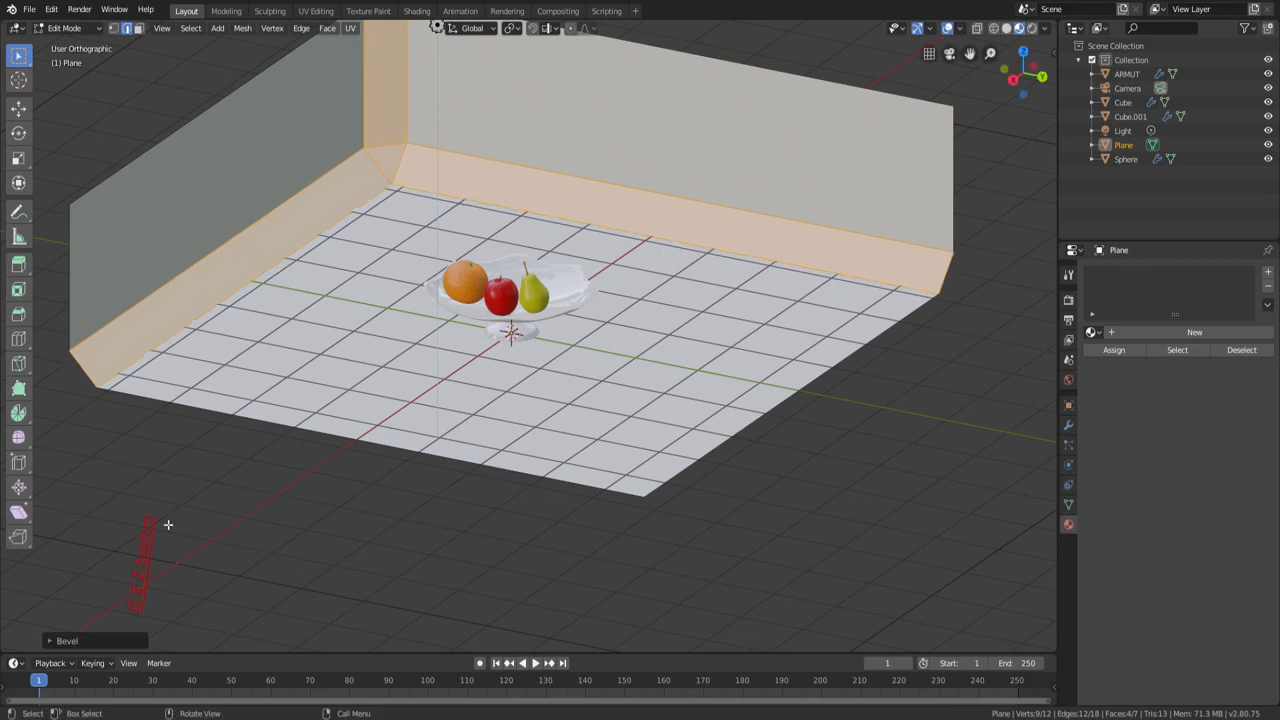 File Edit Render Window Help Layout Modeling Sculpting UV Editing Texture Paint Shading Animation Rendering Compositing Scripting + Scene View Layer
Edit Mode View Select Add Mesh Vertex Edge Face UV Global
User Orthographic
(1) Plane
X
Y
Z
Scene Collection
Collection
ARMUT
Camera
Cube
Cube.001
Light
Plane
Sphere
Plane
New
Assign Select Deselect
Bevel
Playback Keying View Marker 1 Start: 1 End: 250
1 10 20 30 40 50 60 70 80 90 100 110 120 130 140 150 160 170 180 190 200 210 220 230 240 250
Select Box Select Rotate View Call Menu Plane | Verts:9/12 | Edges:12/18 | Faces:4/7 | Tris:13 | Mem: 71.3 MB | v2.80.75